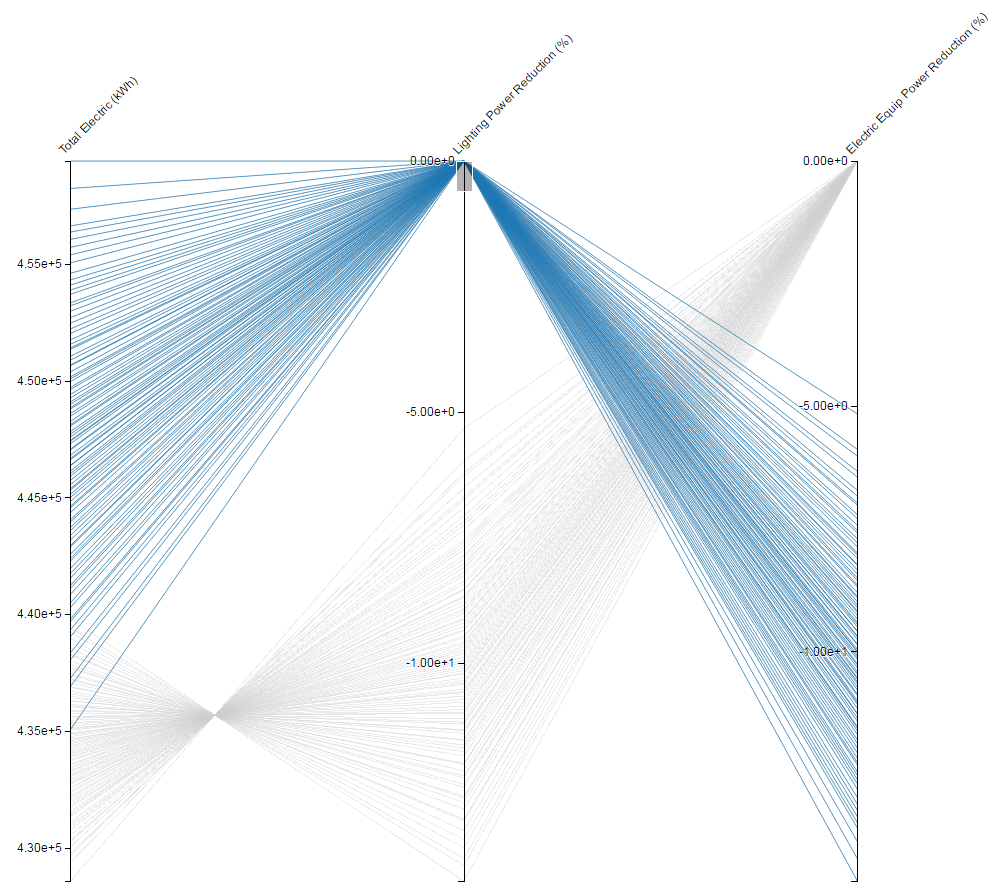 Total Electric (kWh)
Lighting Power Reduction (%)
Electric Equip Power Reduction (%)
4.55e+5
4.50e+5
4.45e+5
4.40e+5
4.35e+5
4.30e+5
0.00e+0
-5.00e+0
-1.00e+1
0.00e+0
-5.00e+0
-1.00e+1